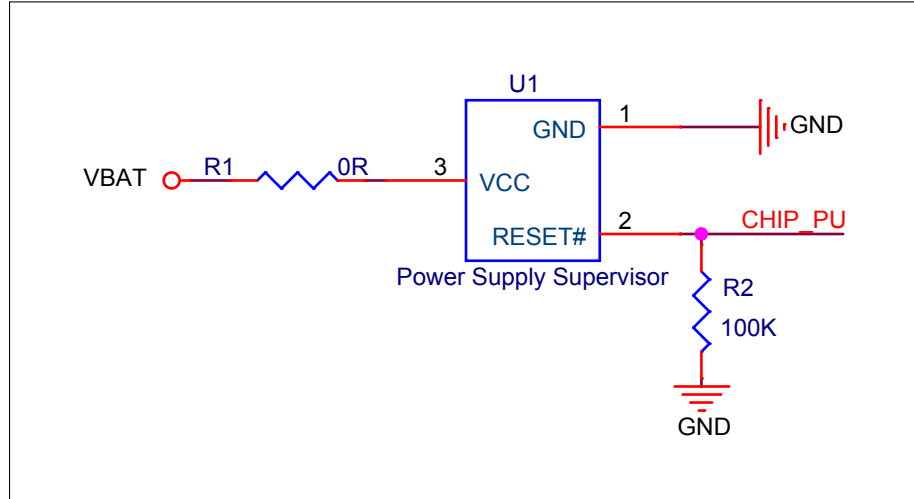 U1
1
GND
GND
VBAT
R1
0R
3
VCC
2
CHIP_PU
RESET#
Power Supply Supervisor
R2
100K
GND